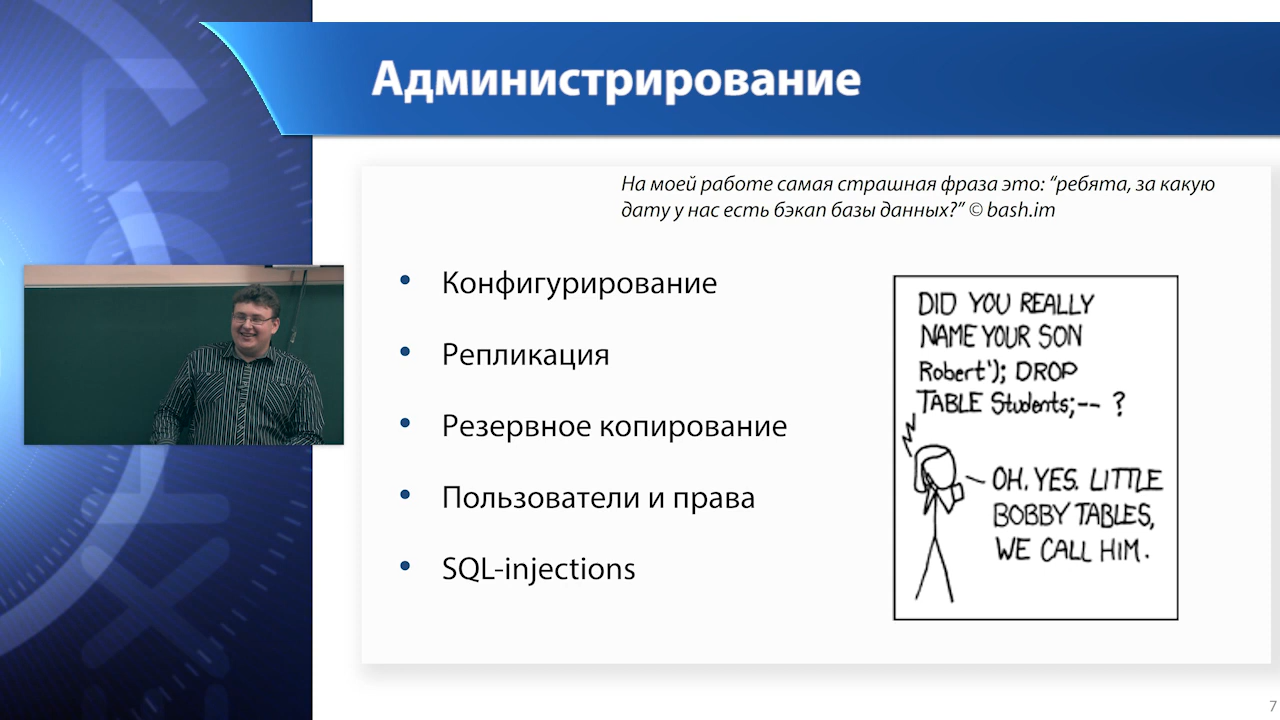 Администрирование
На моей работе самая страшная фраза это: “ребята, за какую
дату у нас есть бэкап базы данных?” © bash.im
• Конфигурирование
• Репликация
• Резервное копирование
• Пользователи и права
• SQL-injections
DID YOU REALLY
NAME YOUR SON
Robert'); DROP
TABLE Students;-- ?
OH. YES. LITTLE
BOBBY TABLES,
WE CALL HIM.
7